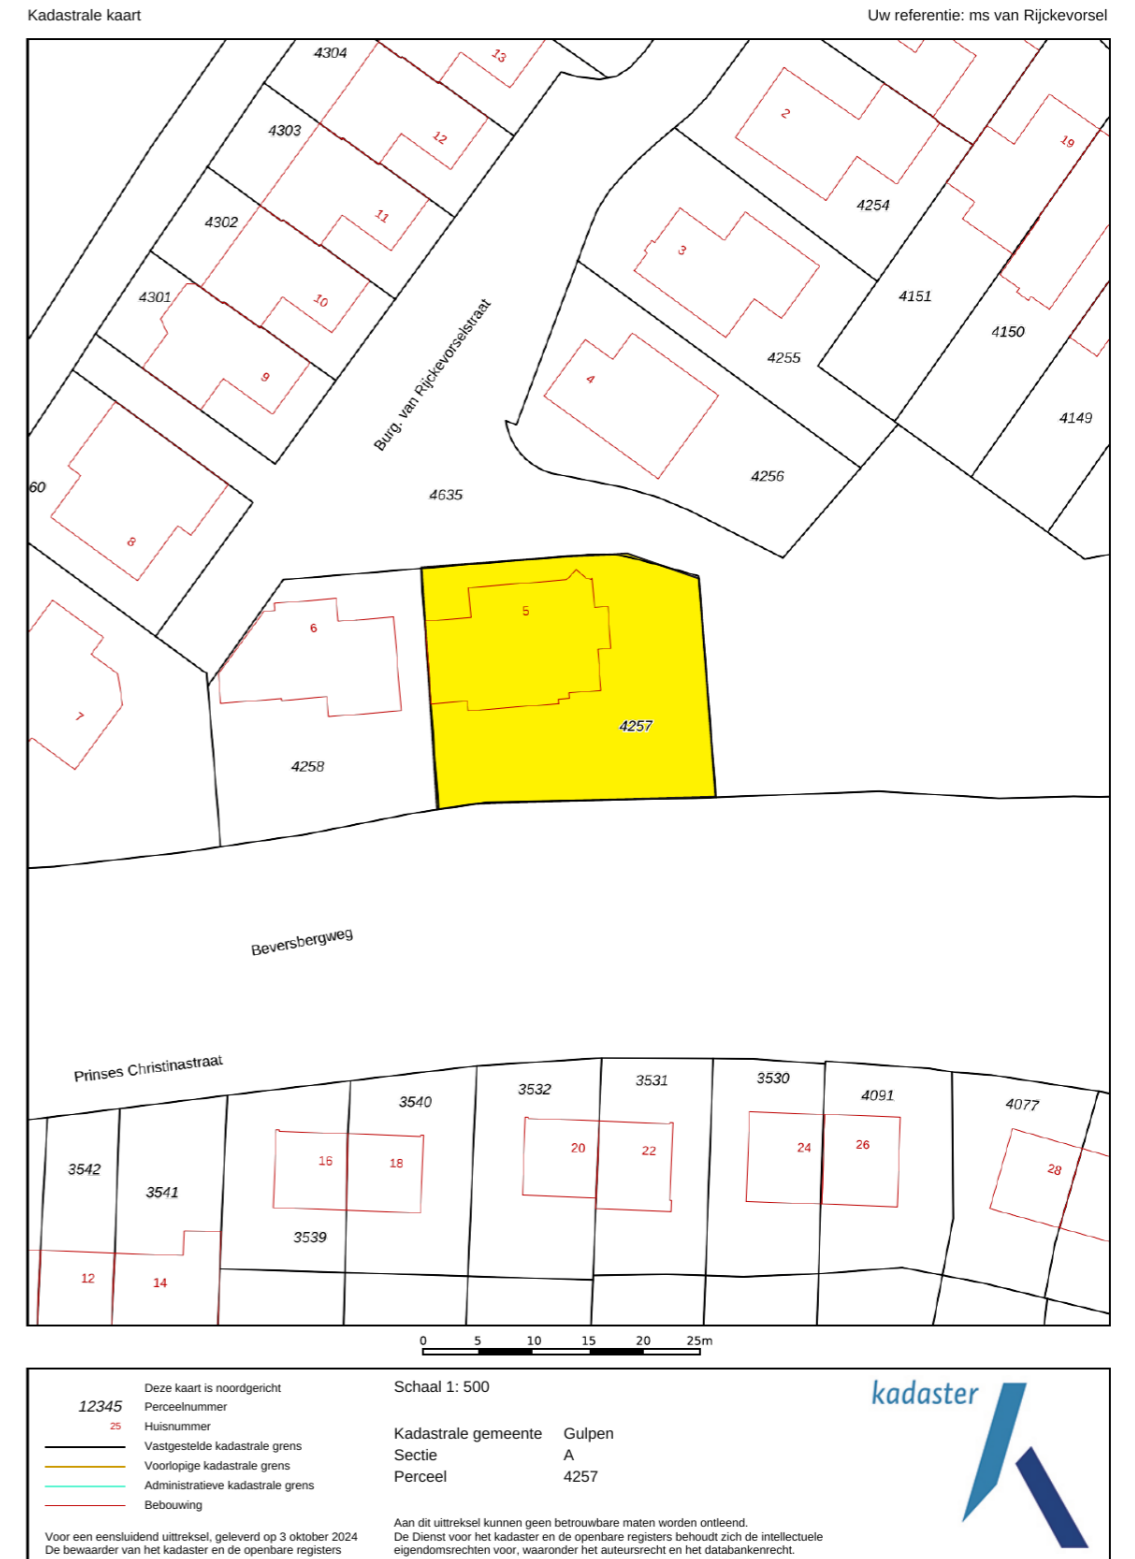 Kadastrale kaart
Uw referentie: ms van Rijckevorsel
4304
13
4303
12
2
19
4302
11
4254
3
4301
10
4151
4150
Burg. van Rijckevorselstraat
4255
9
4
4149
4256
60
4635
8
5
6
7
4257
4258
Beversbergweg
Prinses Christinastraat
3532
3531
3530
3540
4091
4077
3542
16
18
20
22
24
26
28
3541
3539
12
14
0 5 10 15 20 25m
Deze kaart is noordgericht
12345 Perceelnummer
25 Huisnummer
Vastgestelde kadastrale grens
Voorlopige kadastrale grens
Administratieve kadastrale grens
Bebouwing
Voor een eensluidend uittreksel, geleverd op 3 oktober 2024
De bewaarder van het kadaster en de openbare registers
Schaal 1: 500
Kadastrale gemeente Gulpen
Sectie A
Perceel 4257
Aan dit uittreksel kunnen geen betrouwbare maten worden ontleend.
De Dienst voor het kadaster en de openbare registers behoudt zich de intellectuele
eigendomsrechten voor, waaronder het auteursrecht en het databankenrecht.
kadaster